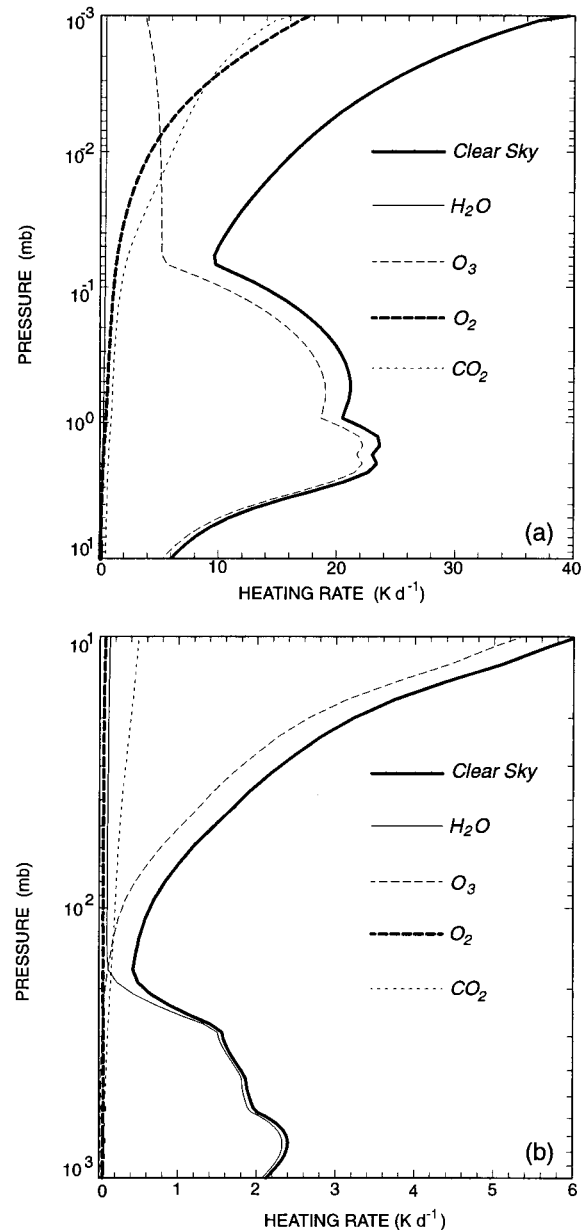 10⁻³
10⁻²
10⁻³
10¹
10⁰
10¹
PRESSURE (mb)
Clear Sky
H₂O
O₃
O₂
CO₂
(a)
0 10 20 30 40
HEATING RATE (K d⁻¹)
10¹
10²
10³
PRESSURE (mb)
Clear Sky
H₂O
O₃
O₂
CO₂
(b)
0 1 2 3 4 5 6
HEATING RATE (K d⁻¹)